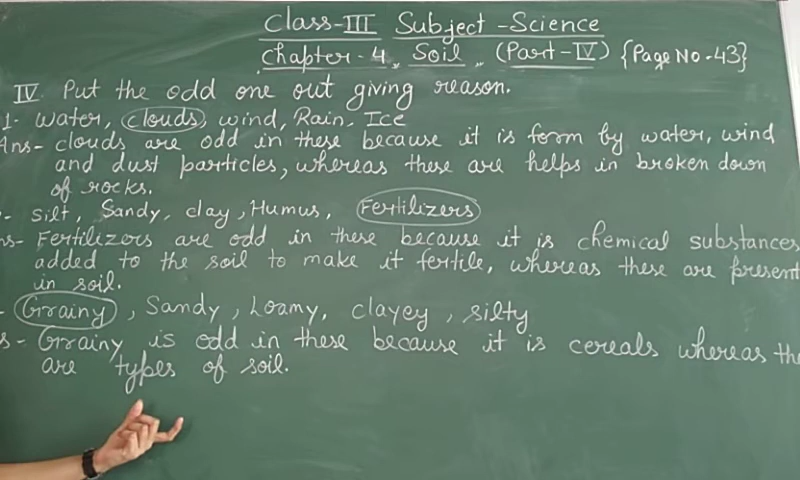 Class-III Subject-Science
Chapter-4, Soil, (Part-IV) {Page No.-43}
IV. Put the odd one out giving reason.
1- Water, clouds, wind, Rain, Ice
Ans- clouds are odd in these because it is form by water, wind
and dust particles, whereas these are helps in broken down
of rocks.
- silt, Sandy, clay, Humus, Fertilizers
ns- Fertilizers are odd in these because it is chemical substances
added to the soil to make it fertile, whereas these are present
in soil.
- Grainy, Sandy, Loamy, clayey, silty
s- Grainy is odd in these because it is cereals whereas the
are types of soil.